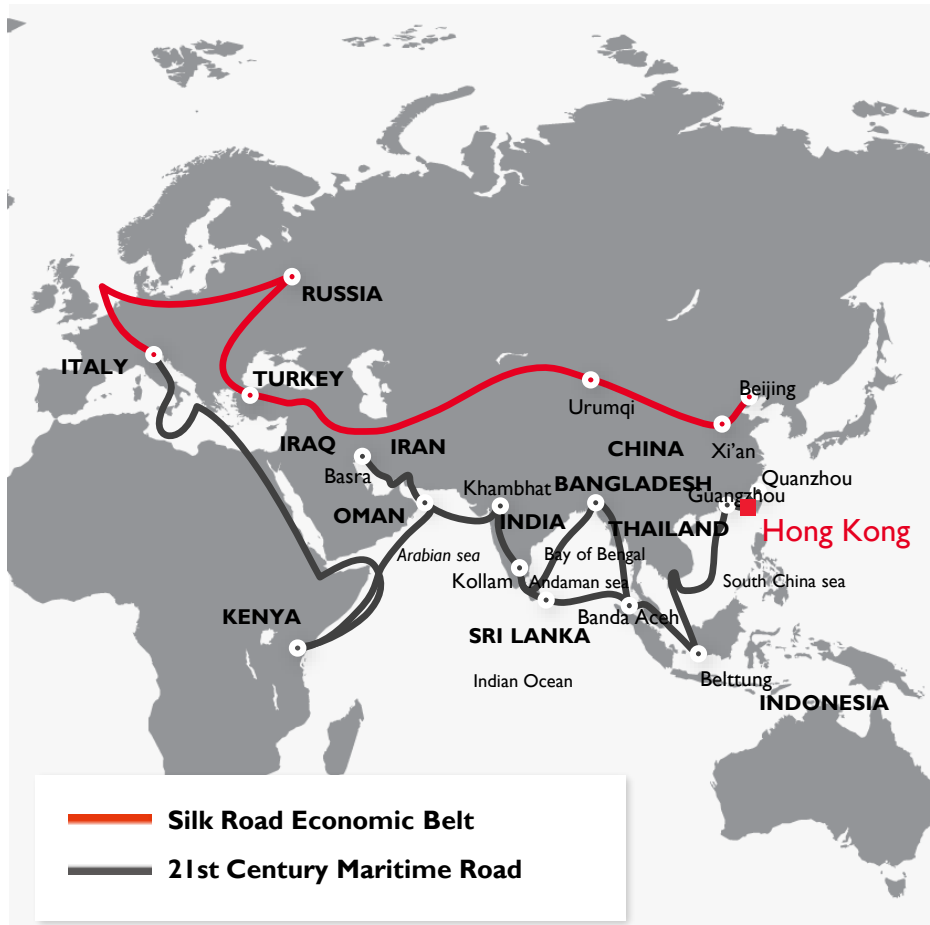 RUSSIA
ITALY
TURKEY
Beijing
Urumqi
IRAQ
IRAN
CHINA
Xi’an
Basra
Quanzhou
Khambhat
BANGLADESH
Guangzhou
OMAN
INDIA
THAILAND
Hong Kong
Arabian sea
Bay of Bengal
Kollam
Andaman sea
South China sea
KENYA
Banda Aceh
SRI LANKA
Indian Ocean
Belttung
INDONESIA
Silk Road Economic Belt
21st Century Maritime Road